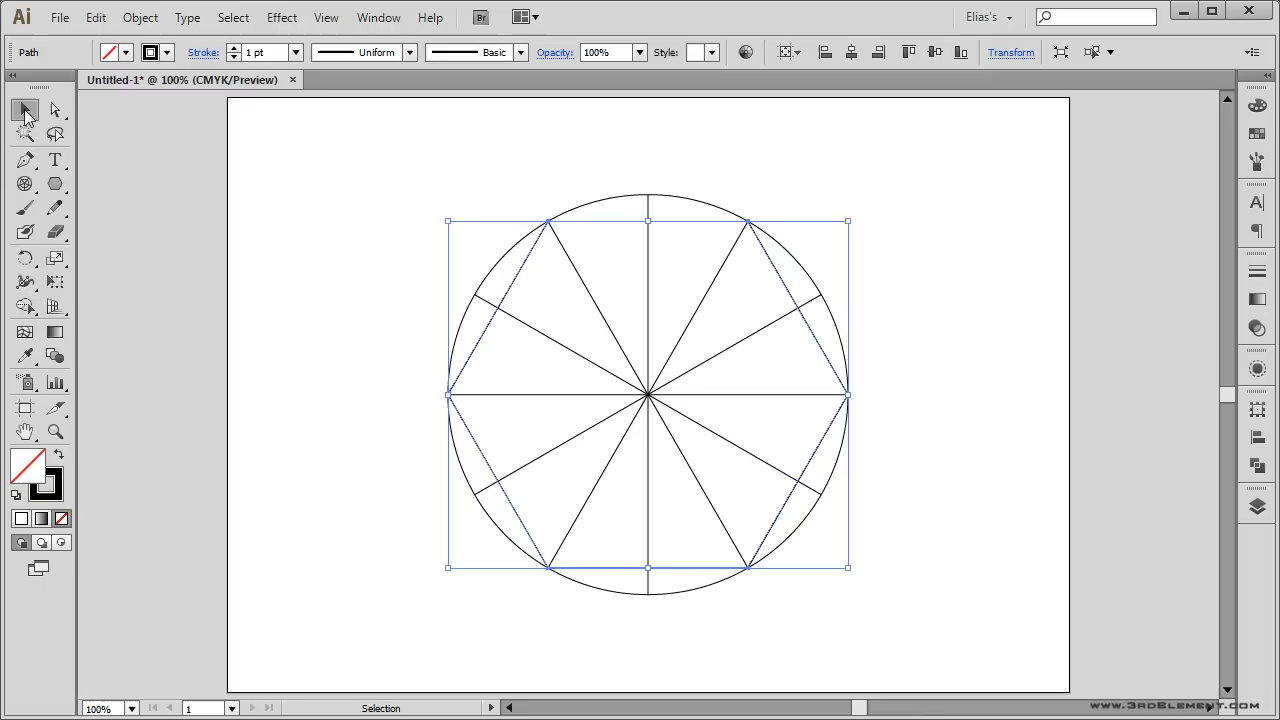 Ai File Edit Object Type Select Effect View Window Help Br Elias's
Path Stroke: 1 pt Uniform Basic Opacity: 100% Style: Transform
Untitled-1* @ 100% (CMYK/Preview) ×
T
A
100% 1 Selection
www.3rdElement.com